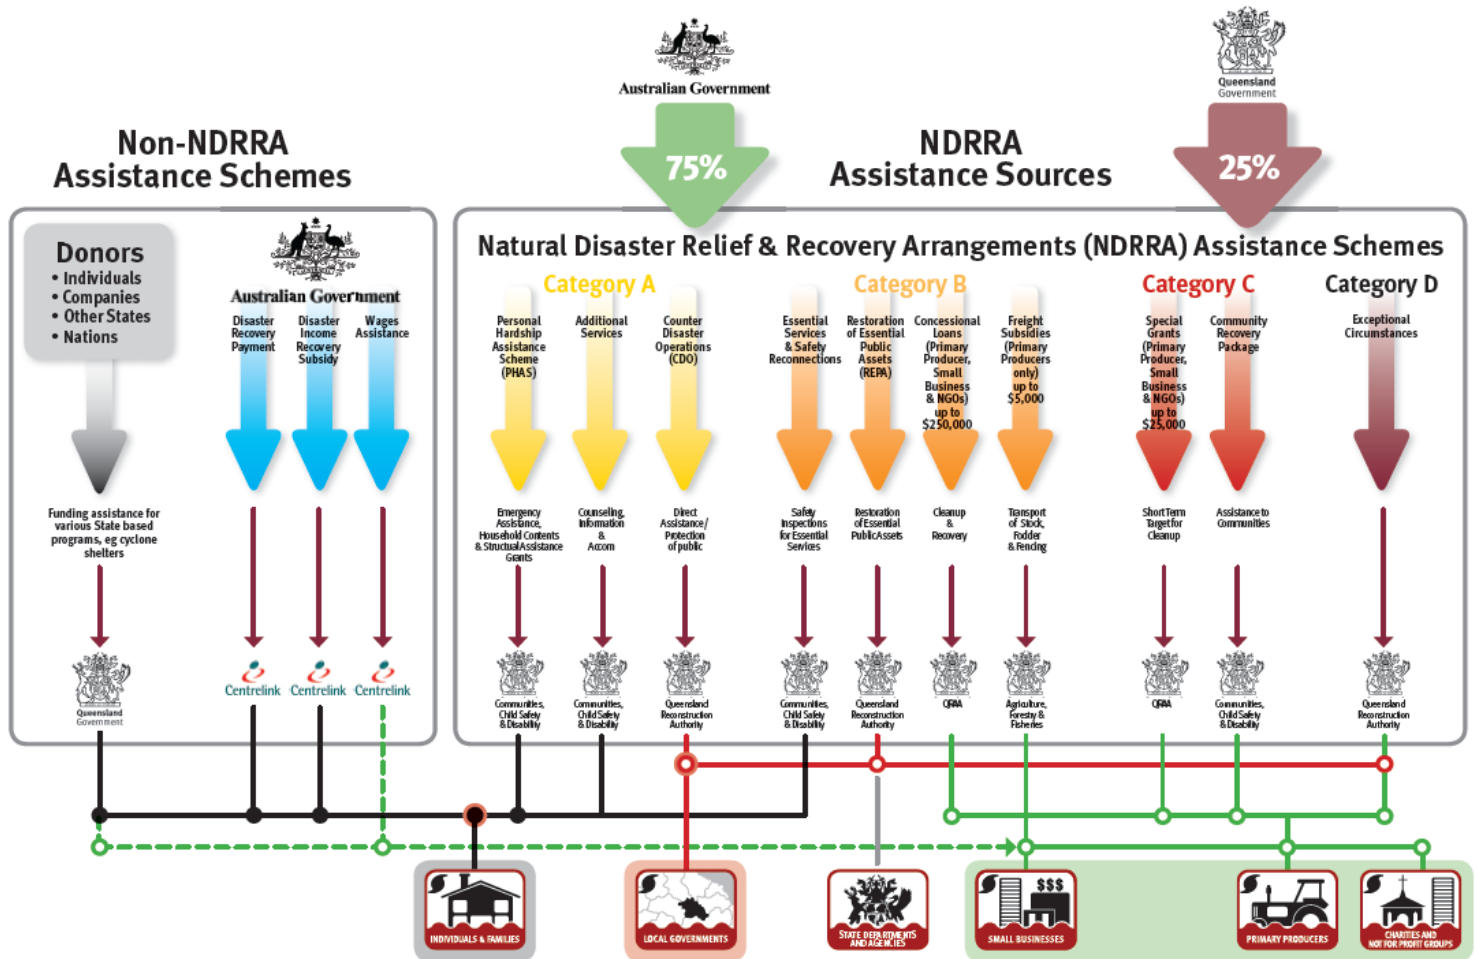 Australian Government
Queensland
Government
Non-NDRRA
Assistance Schemes
75%
NDRRA
Assistance Sources
25%
Donors
• Individuals
• Companies
• Other States
• Nations
Australian Government
Disaster
Recovery
Payment
Disaster
Income
Recovery
Subsidy
Wages
Assistance
Natural Disaster Relief & Recovery Arrangements (NDRRA) Assistance Schemes
Category A
Category B
Category C
Category D
Personal
Hardship
Assistance
Scheme
(PHAS)
Additional
Services
Counter
Disaster
Operations
(CDO)
Essential
Services
& Safety
Reconnections
Restoration
of Essential
Public
Assets
(REPA)
Concessional
Loans
(Primary
Producer,
Small
Business
& NGOs)
up to
$250,000
Freight
Subsidies
(Primary
Producers
only)
up to
$5,000
Special
Grants
(Primary
Producer,
Small
Business
& NGOs)
up to
$25,000
Community
Recovery
Package
Exceptional
Circumstances
Funding assistance for
various State based
programs, eg cyclone
shelters
Emergency
Assistance,
Household Contents
& Structual Assistance
Grants
Counseling,
Information
&
Accom
Direct
Assistance/
Protection
of public
Safety
Inspections
for Essential
Services
Restoration
of Essential
Public Assets
Cleanup
&
Recovery
Transport
of Stock,
Fodder
& Fencing
Short Term
Target for
Cleanup
Assistance to
Communities
Queensland
Government
Centrelink
Centrelink
Centrelink
Communities,
Child Safety
& Disability
Communities,
Child Safety
& Disability
Queensland
Reconstruction
Authority
Communities,
Child Safety
& Disability
Queensland
Reconstruction
Authority
QRAA
Agriculture,
Forestry &
Fisheries
QRAA
Communities,
Child Safety
& Disability
Queensland
Reconstruction
Authority
INDIVIDUALS & FAMILIES
LOCAL GOVERNMENTS
STATE DEPARTMENTS
AND AGENCIES
$$$
SMALL BUSINESSES
PRIMARY PRODUCERS
CHARITIES AND
NOT FOR PROFIT GROUPS